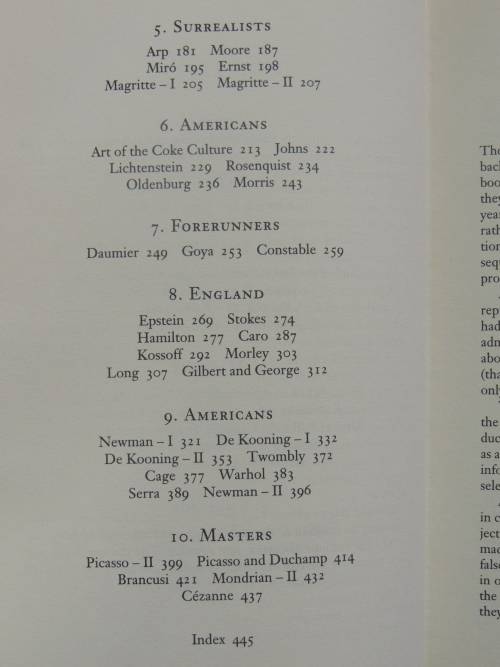 5. Surrealists
Arp 181 Moore 187
Miró 195 Ernst 198
Magritte – I 205 Magritte – II 207
6. Americans
Art of the Coke Culture 213 Johns 222
Lichtenstein 229 Rosenquist 234
Oldenburg 236 Morris 243
7. Forerunners
Daumier 249 Goya 253 Constable 259
8. England
Epstein 269 Stokes 274
Hamilton 277 Caro 287
Kossoff 292 Morley 303
Long 307 Gilbert and George 312
9. Americans
Newman – I 321 De Kooning – I 332
De Kooning – II 353 Twombly 372
Cage 377 Warhol 383
Serra 389 Newman – II 396
10. Masters
Picasso – II 399 Picasso and Duchamp 414
Brancusi 421 Mondrian – II 432
Cézanne 437
Index 445